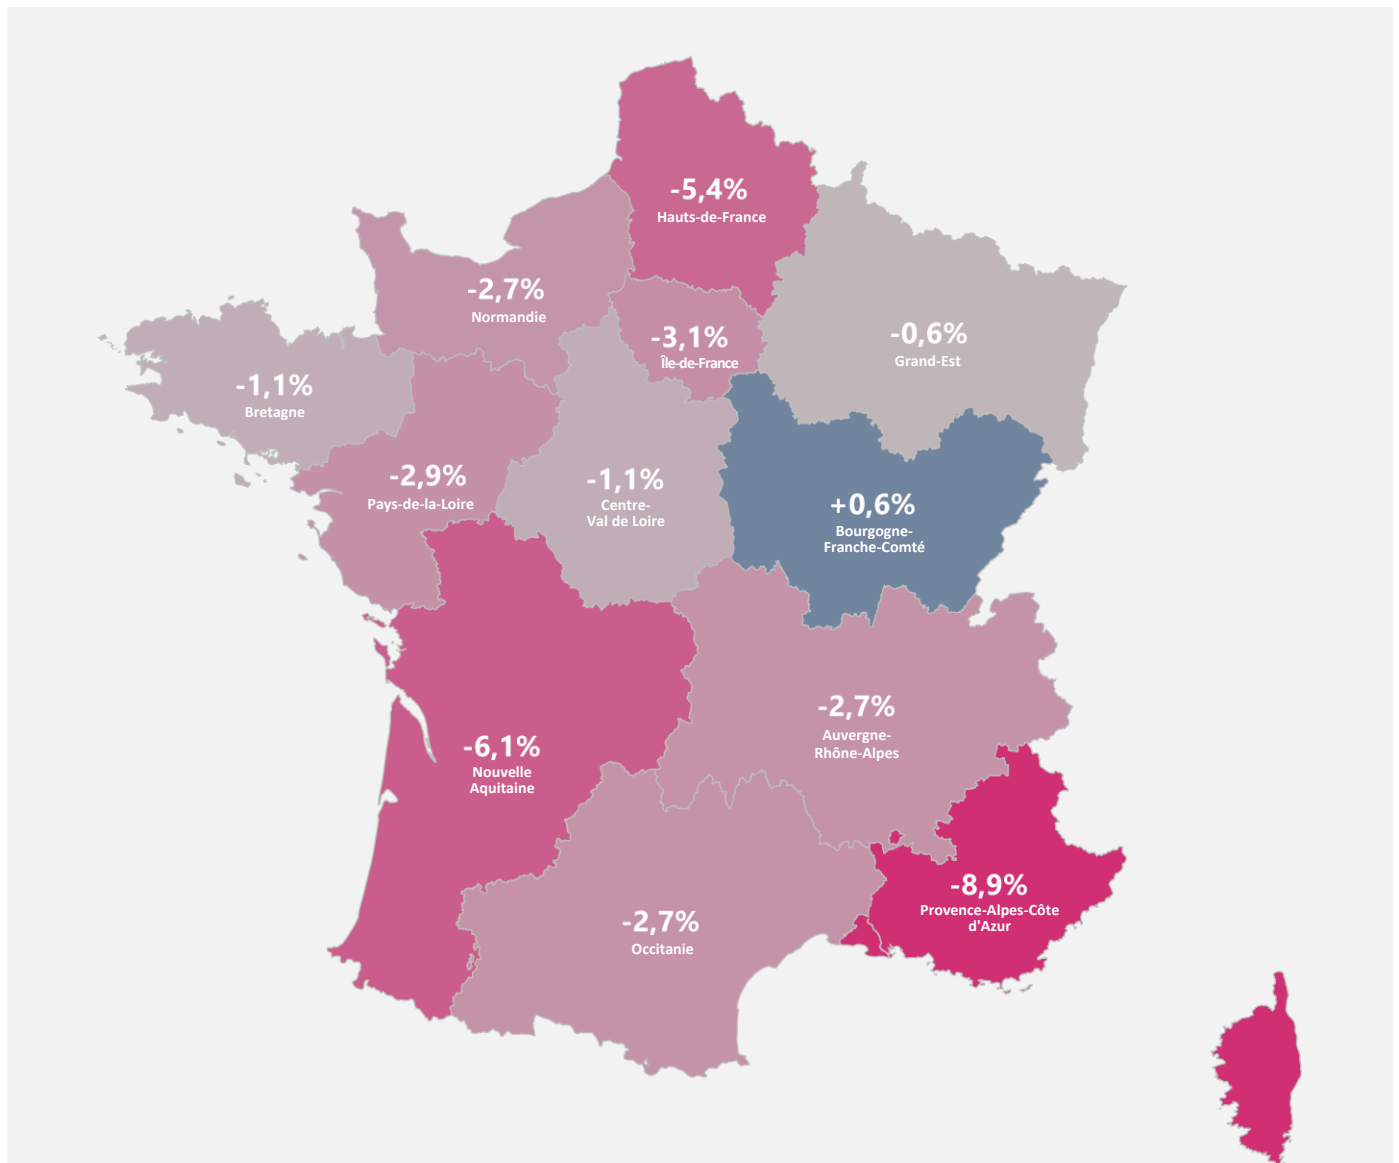 -5,4%
Hauts-de-France
-2,7%
Normandie
-3,1%
Île-de-France
-0,6%
Grand-Est
-1,1%
Bretagne
-2,9%
Pays-de-la-Loire
-1,1%
Centre-
Val de Loire
+0,6%
Bourgogne-
Franche-Comté
-6,1%
Nouvelle
Aquitaine
-2,7%
Auvergne-
Rhône-Alpes
-8,9%
Provence-Alpes-Côte
d'Azur
-2,7%
Occitanie